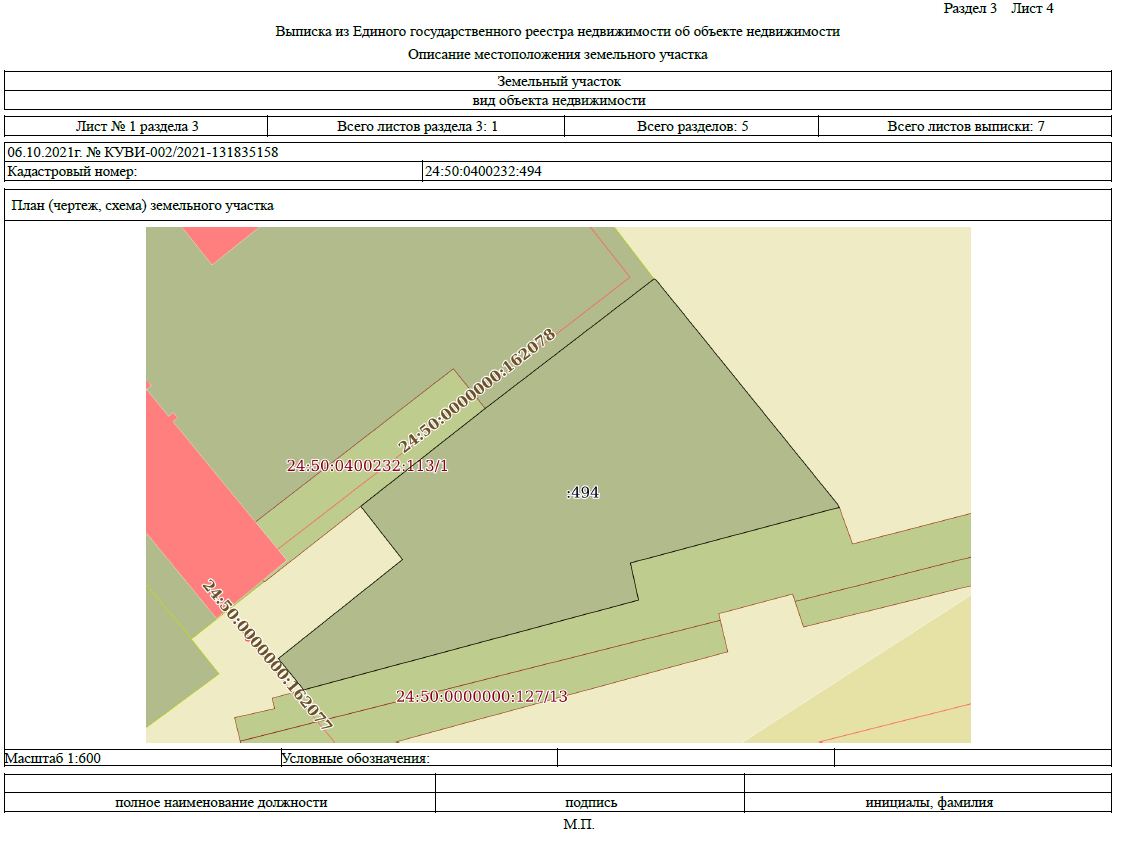 Раздел 3 Лист 4
Выписка из Единого государственного реестра недвижимости об объекте недвижимости
Описание местоположения земельного участка
Земельный участок
вид объекта недвижимости
Лист № 1 раздела 3 Всего листов раздела 3: 1 Всего разделов: 5 Всего листов выписки: 7
06.10.2021г. № КУВИ-002/2021-131835158
Кадастровый номер: 24:50:0400232:494
План (чертеж, схема) земельного участка
24:50:0000000:162078
24:50:0400232:113/1
:494
24:50:0000000:162077
24:50:0000000:127/13
Масштаб 1:600 Условные обозначения:
полное наименование должности подпись инициалы, фамилия
М.П.